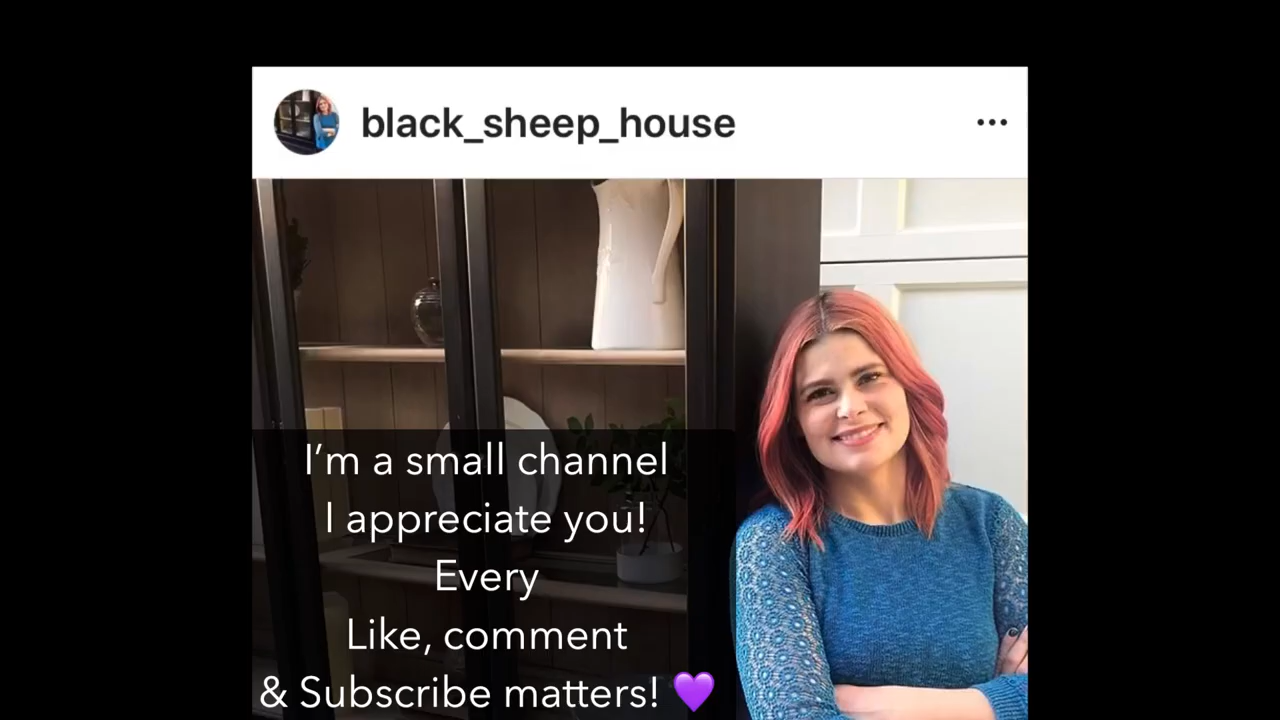 black_sheep_house
I’m a small channel
I appreciate you!
Every
Like, comment
& Subscribe matters! 💜